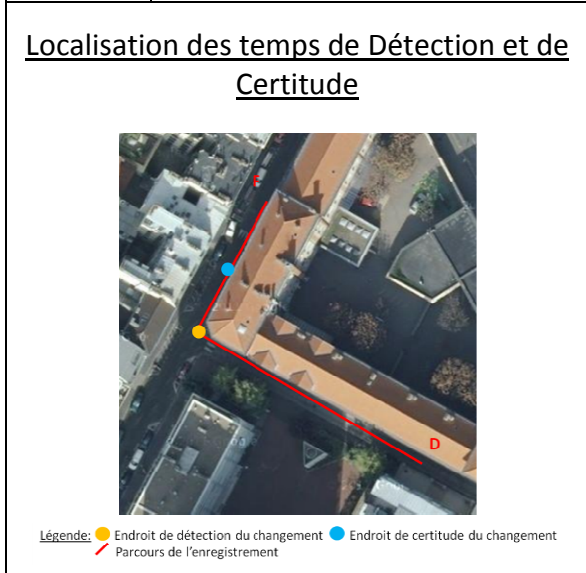 Localisation des temps de Détection et de
Certitude
F
D
Légende: Endroit de détection du changement Endroit de certitude du changement
Parcours de l'enregistrement